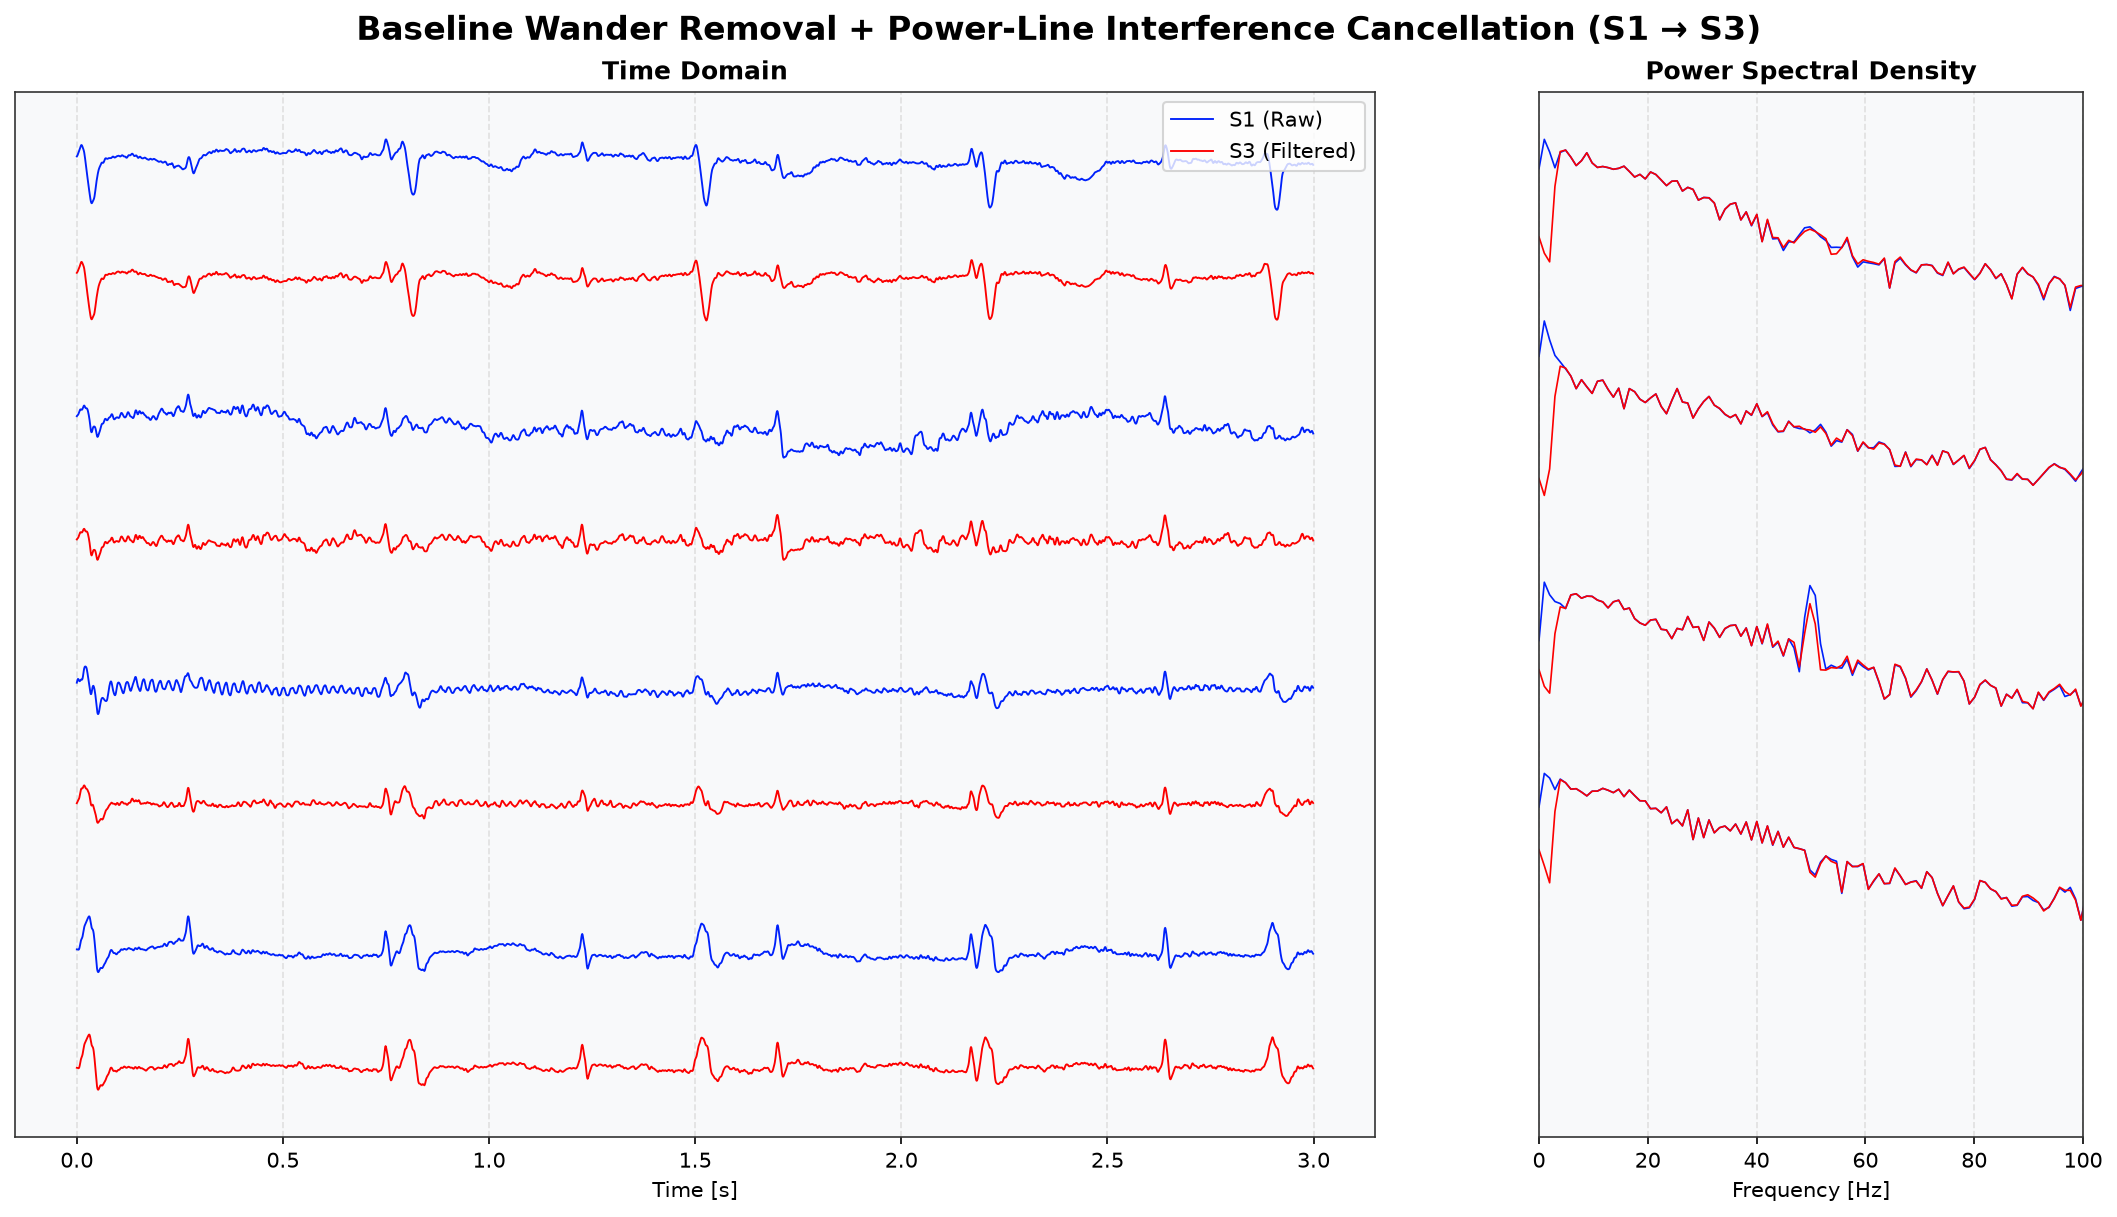 Baseline Wander Removal + Power-Line Interference Cancellation (S1 → S3)
Time Domain
Power Spectral Density
S1 (Raw)
S3 (Filtered)
0.0 0.5 1.0 1.5 2.0 2.5 3.0
0 20 40 60 80 100
Time [s]
Frequency [Hz]